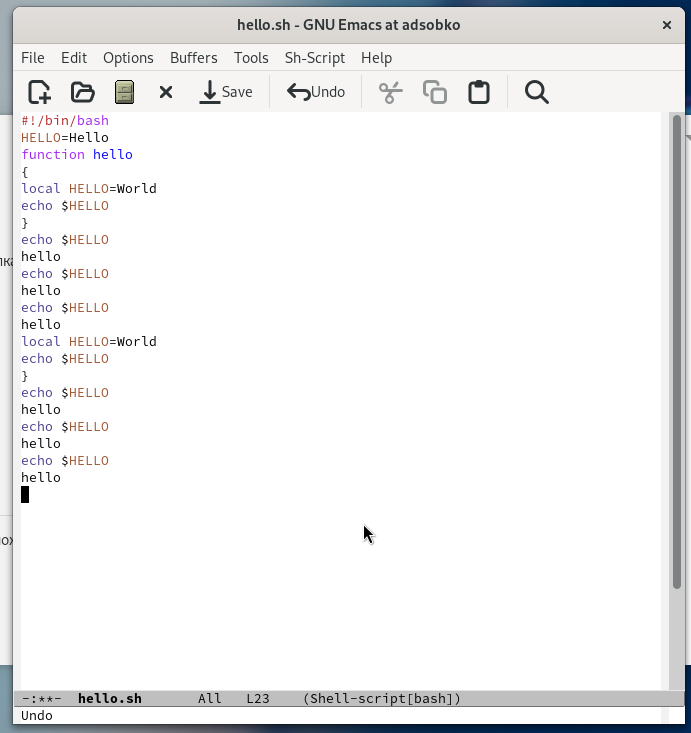 hello.sh - GNU Emacs at adsobko
File Edit Options Buffers Tools Sh-Script Help
Save Undo
#!/bin/bash
HELLO=Hello
function hello
{
local HELLO=World
echo $HELLO
}
echo $HELLO
hello
echo $HELLO
hello
echo $HELLO
hello
local HELLO=World
echo $HELLO
}
echo $HELLO
hello
echo $HELLO
hello
echo $HELLO
hello
-:**- hello.sh All L23 (Shell-script[bash])
Undo